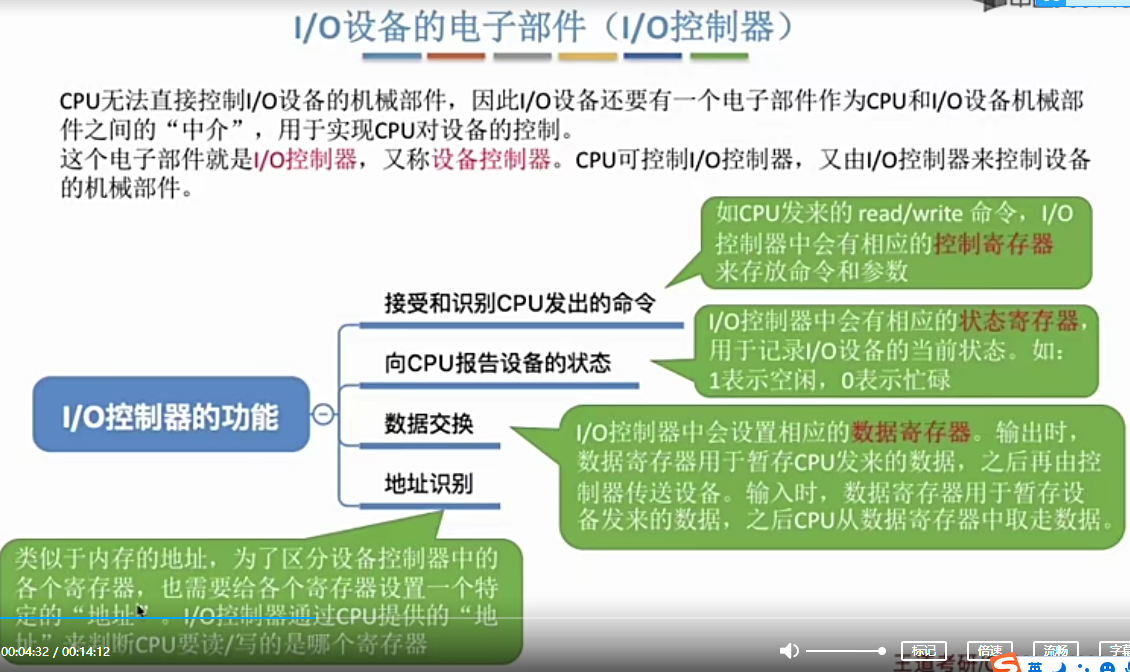 I/O设备的电子部件（I/O控制器）
CPU无法直接控制I/O设备的机械部件，因此I/O设备还要有一个电子部件作为CPU和I/O设备机械部
件之间的“中介”，用于实现CPU对设备的控制。
这个电子部件就是I/O控制器，又称设备控制器。CPU可控制I/O控制器，又由I/O控制器来控制设备
的机械部件。
如CPU发来的 read/write 命令，I/O
控制器中会有相应的控制寄存器
来存放命令和参数
接受和识别CPU发出的命令
I/O控制器中会有相应的状态寄存器，
用于记录I/O设备的当前状态。如：
1表示空闲，0表示忙碌
向CPU报告设备的状态
I/O控制器的功能
数据交换
I/O控制器中会设置相应的数据寄存器。输出时，
数据寄存器用于暂存CPU发来的数据，之后再由控
制器传送设备。输入时，数据寄存器用于暂存设
备发来的数据，之后CPU从数据寄存器中取走数据。
地址识别
类似于内存的地址，为了区分设备控制器中的
各个寄存器，也需要给各个寄存器设置一个特
定的“地址”。I/O控制器通过CPU提供的“地
址”来判断CPU要读/写的是哪个寄存器
00:04:32 / 00:14:12
标记
倍速
流畅
字幕
王道考研
英